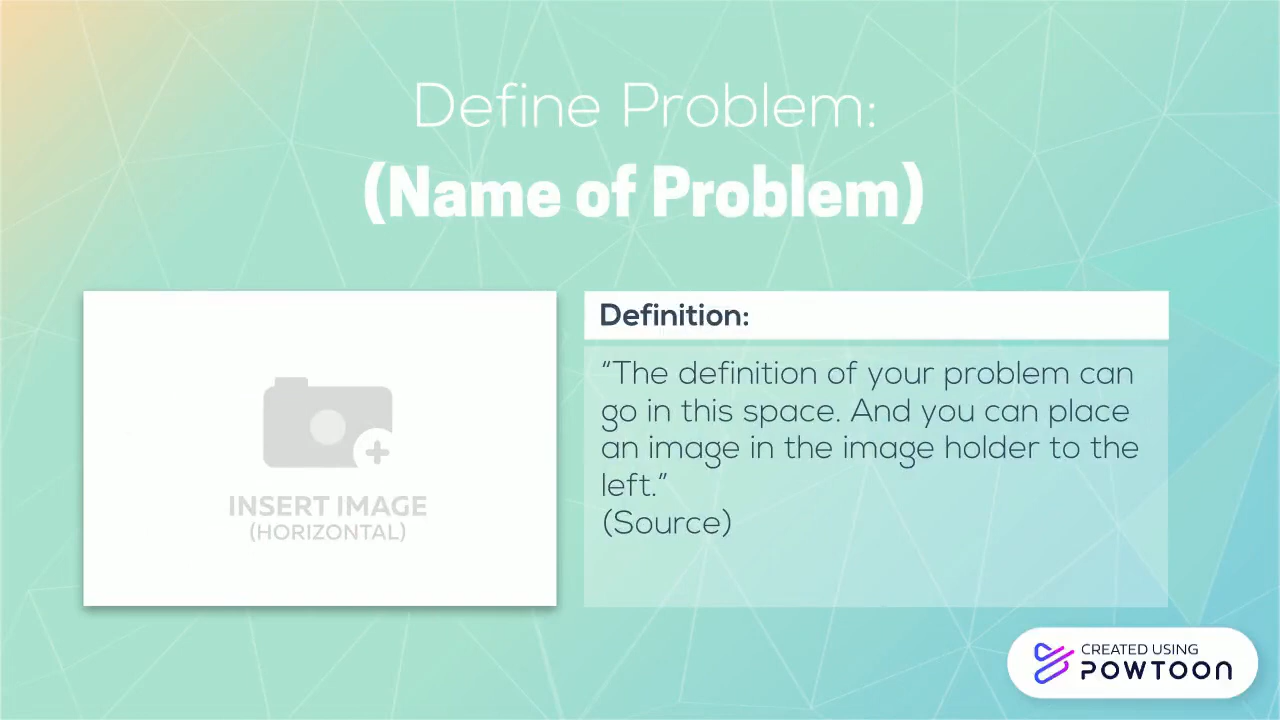 Define Problem:
(Name of Problem)
INSERT IMAGE
(HORIZONTAL)
Definition:
“The definition of your problem can
go in this space. And you can place
an image in the image holder to the
left.”
(Source)
CREATED USING
POWTOON